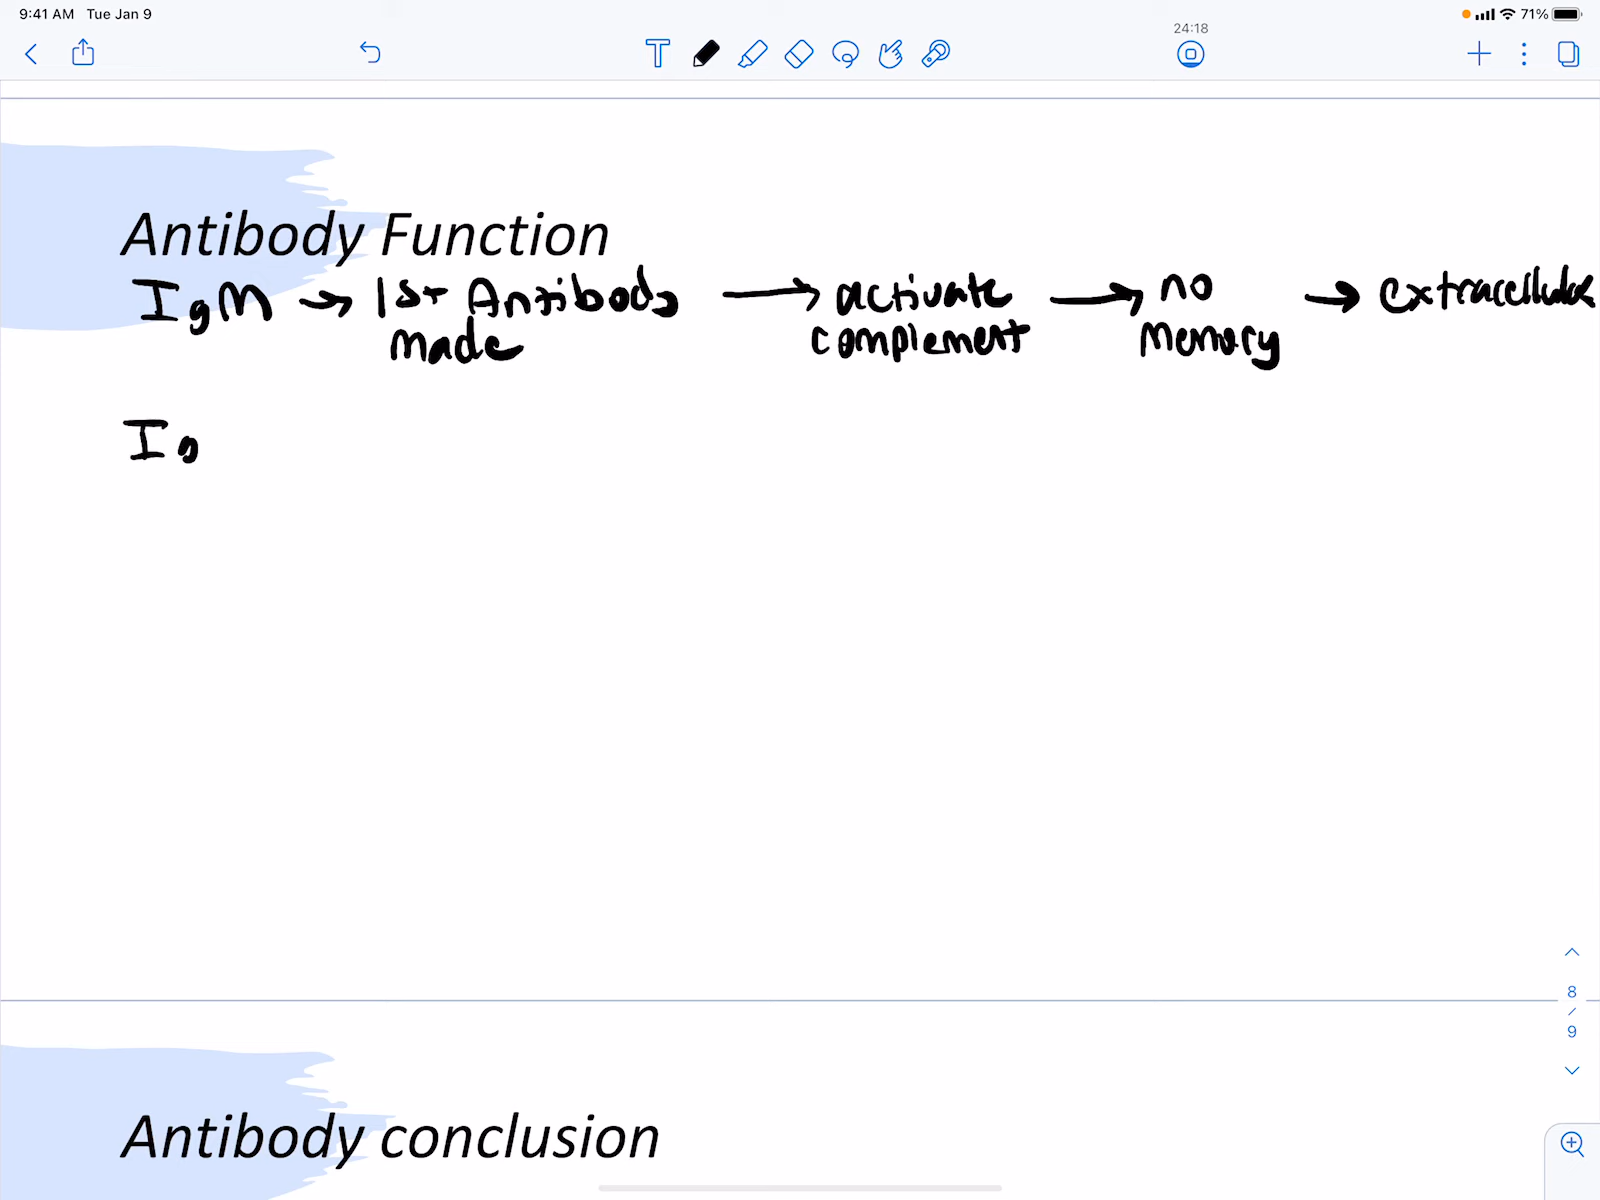 9:41 AM Tue Jan 9
71%
24:18
Antibody Function
IgM → 1st Antibody → activate → no → extracellular
made complement memory
Ig
8
/
9
Antibody conclusion